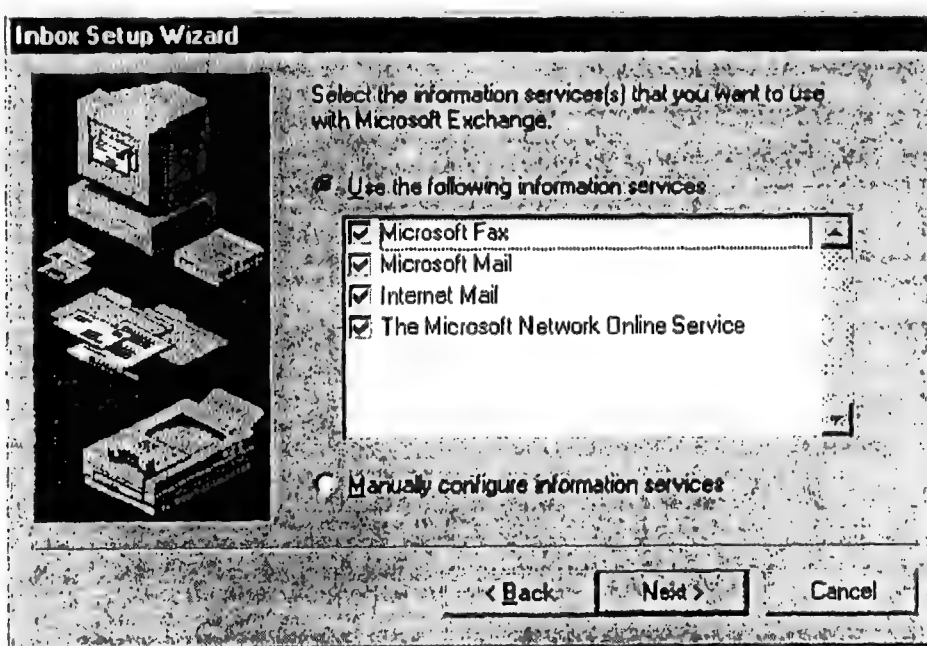 Inbox Setup Wizard
Select the information services(s) that you want to use
with Microsoft Exchange.
Use the following information services
Microsoft Fax
Microsoft Mail
Internet Mail
The Microsoft Network Online Service
Manually configure information services
< Back
Next >
Cancel